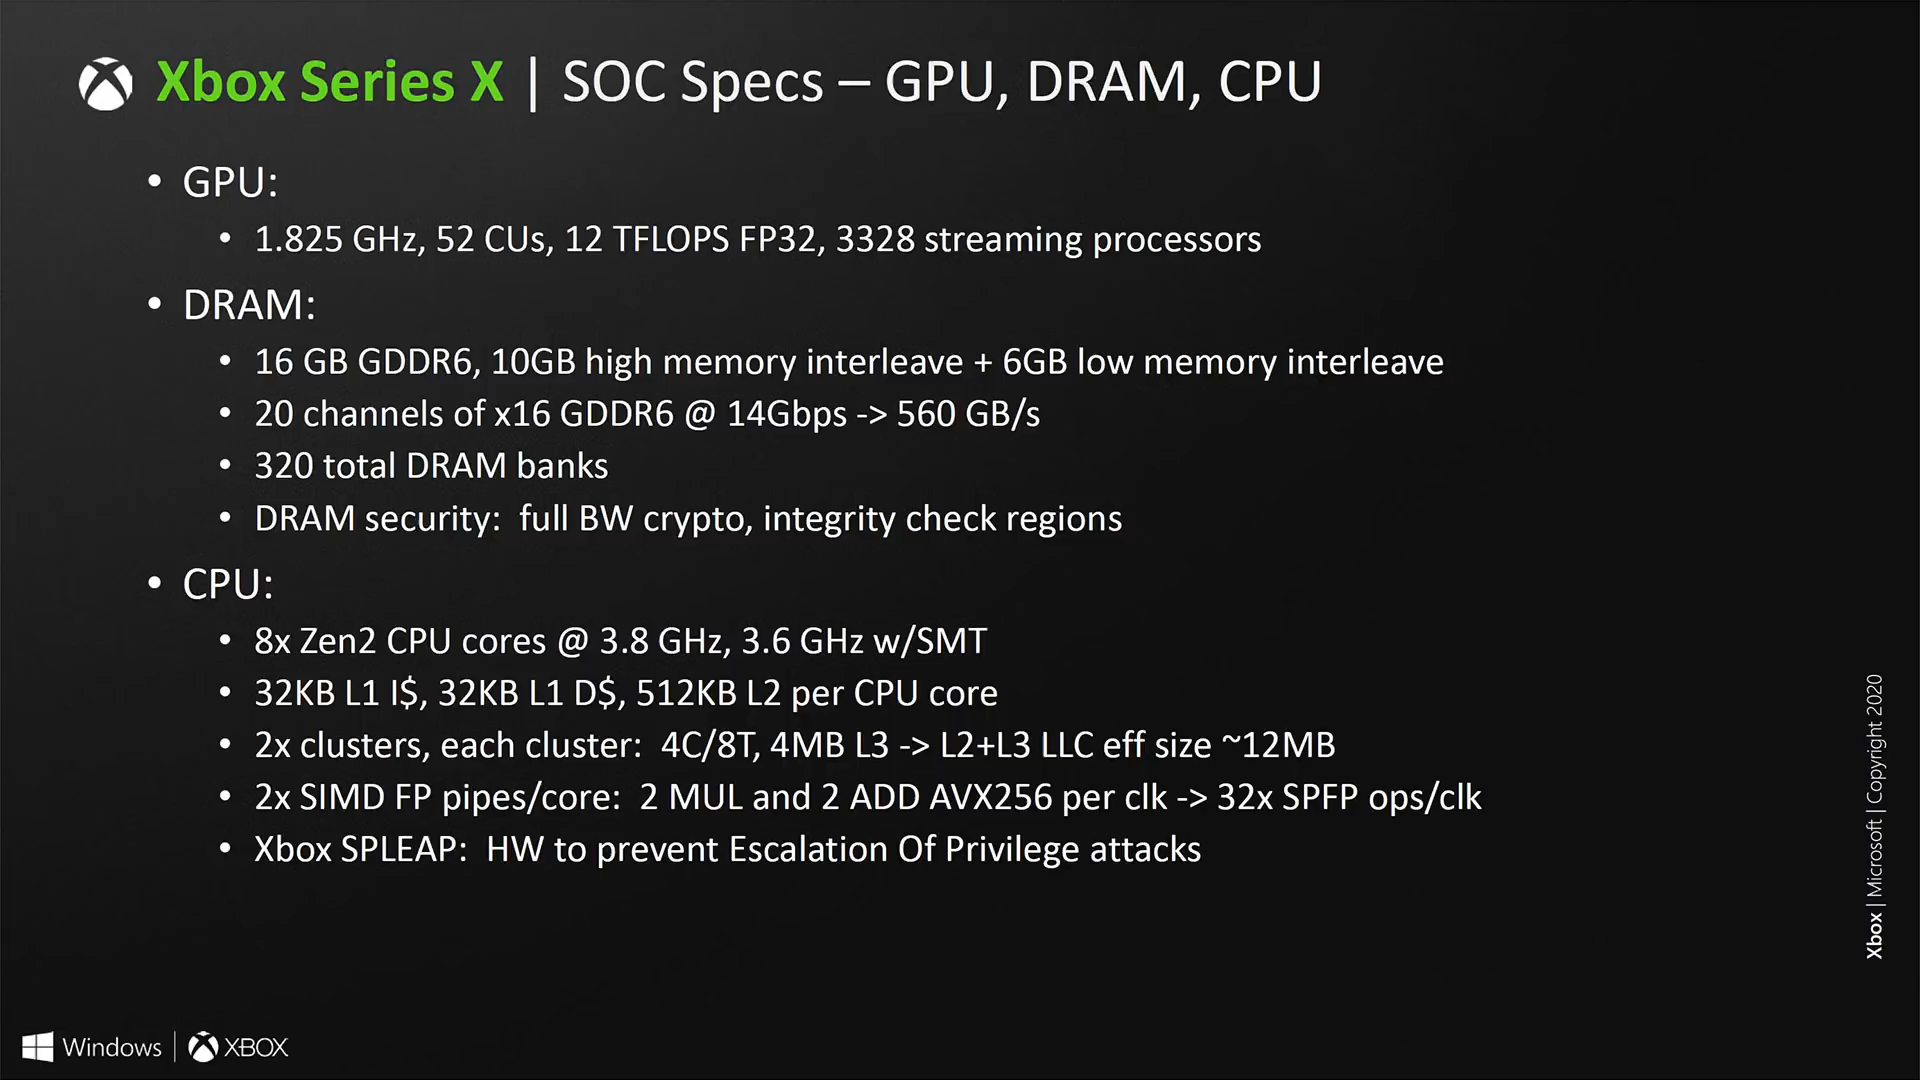 Xbox Series X | SOC Specs – GPU, DRAM, CPU
• GPU:
• 1.825 GHz, 52 CUs, 12 TFLOPS FP32, 3328 streaming processors
• DRAM:
• 16 GB GDDR6, 10GB high memory interleave + 6GB low memory interleave
• 20 channels of x16 GDDR6 @ 14Gbps -> 560 GB/s
• 320 total DRAM banks
• DRAM security:  full BW crypto, integrity check regions
• CPU:
• 8x Zen2 CPU cores @ 3.8 GHz, 3.6 GHz w/SMT
• 32KB L1 I$, 32KB L1 D$, 512KB L2 per CPU core
• 2x clusters, each cluster:  4C/8T, 4MB L3 -> L2+L3 LLC eff size ~12MB
• 2x SIMD FP pipes/core:  2 MUL and 2 ADD AVX256 per clk -> 32x SPFP ops/clk
• Xbox SPLEAP:  HW to prevent Escalation Of Privilege attacks
Xbox | Microsoft | Copyright 2020
Windows | XBOX